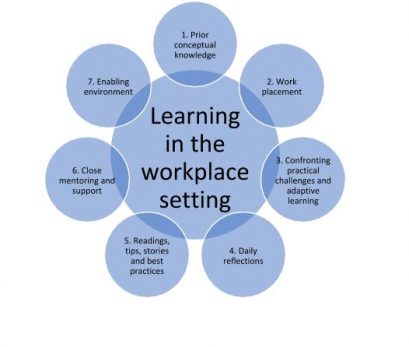 1. Prior
conceptual
knowledge
2. Work
placement
3. Confronting
practical
challenges and
adaptive
learning
4. Daily
reflections
5. Readings,
tips, stories
and best
practices
6. Close
mentoring and
support
7. Enabling
environment
Learning
in the
workplace
setting